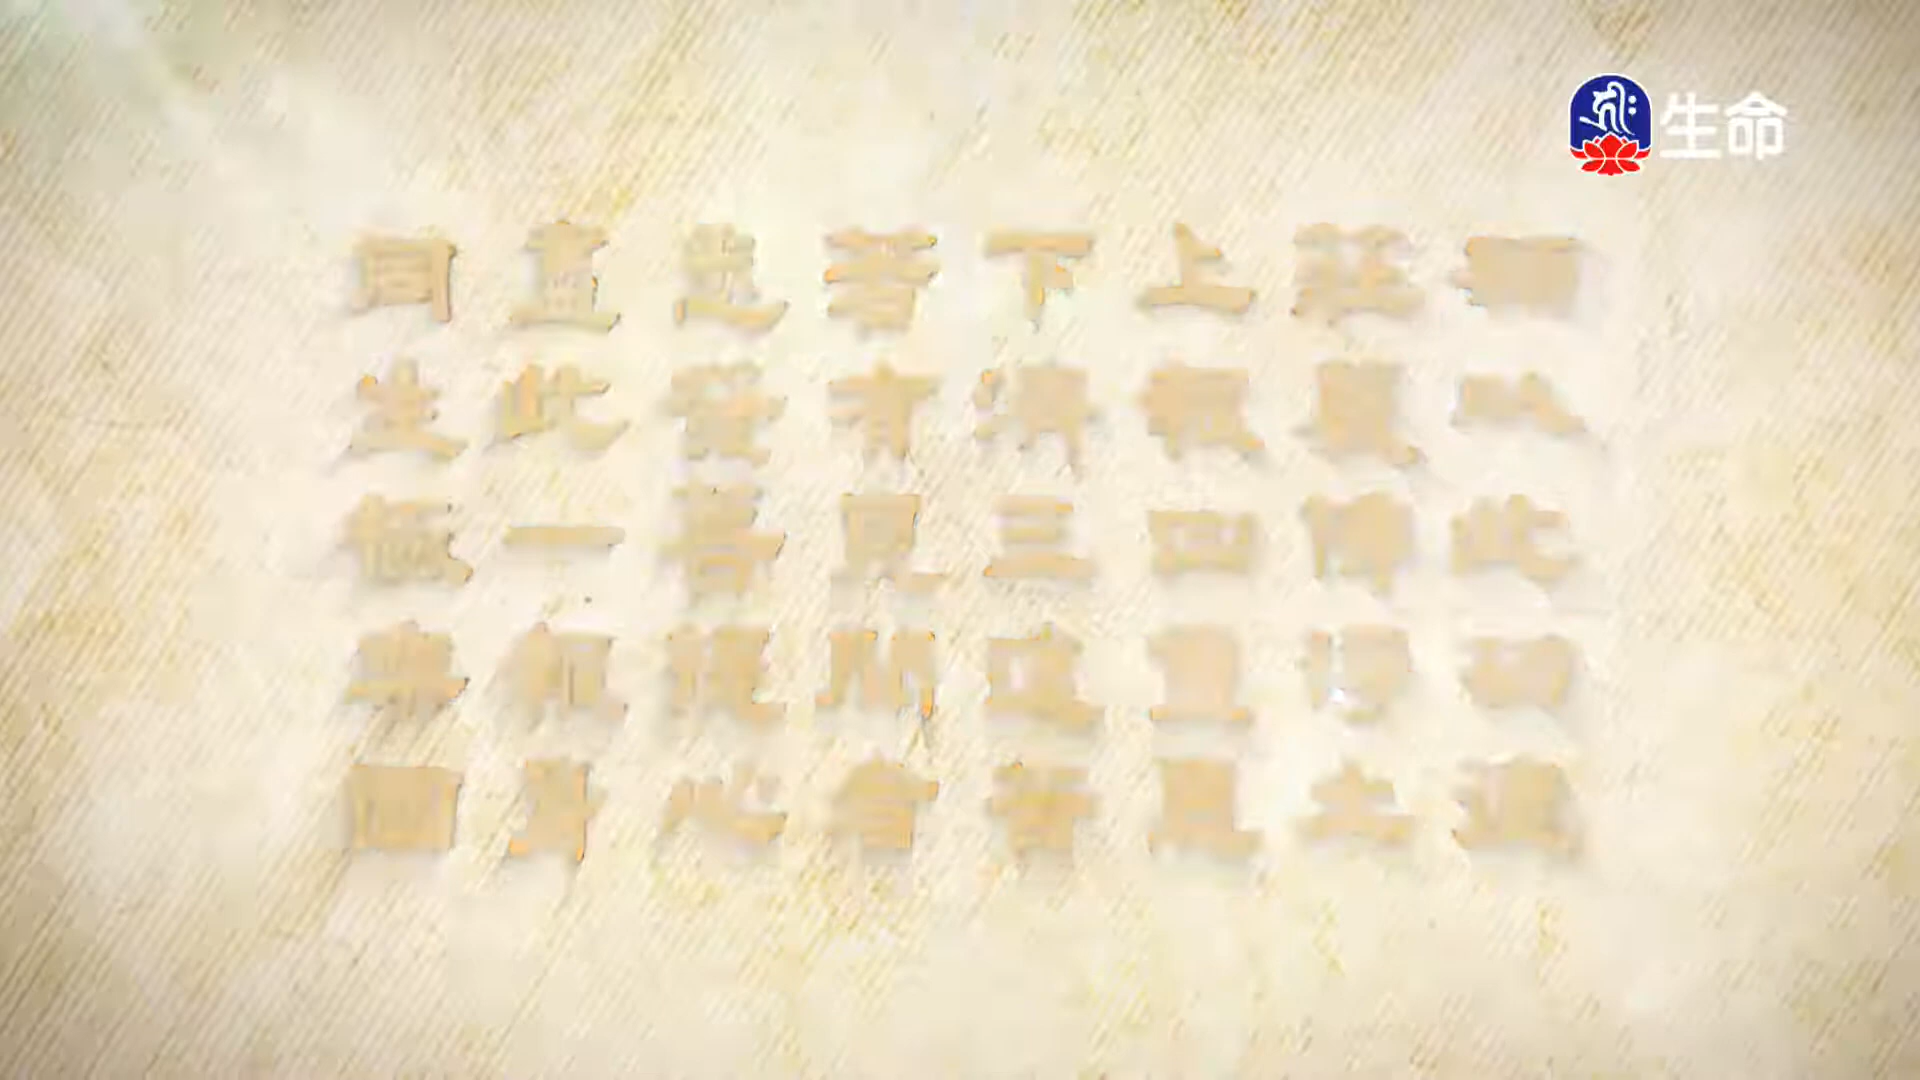 願以此功德
莊嚴佛淨土
上報四重恩
下濟三途苦
若有見聞者
悉發菩提心
盡此一報身
同生極樂國
生命